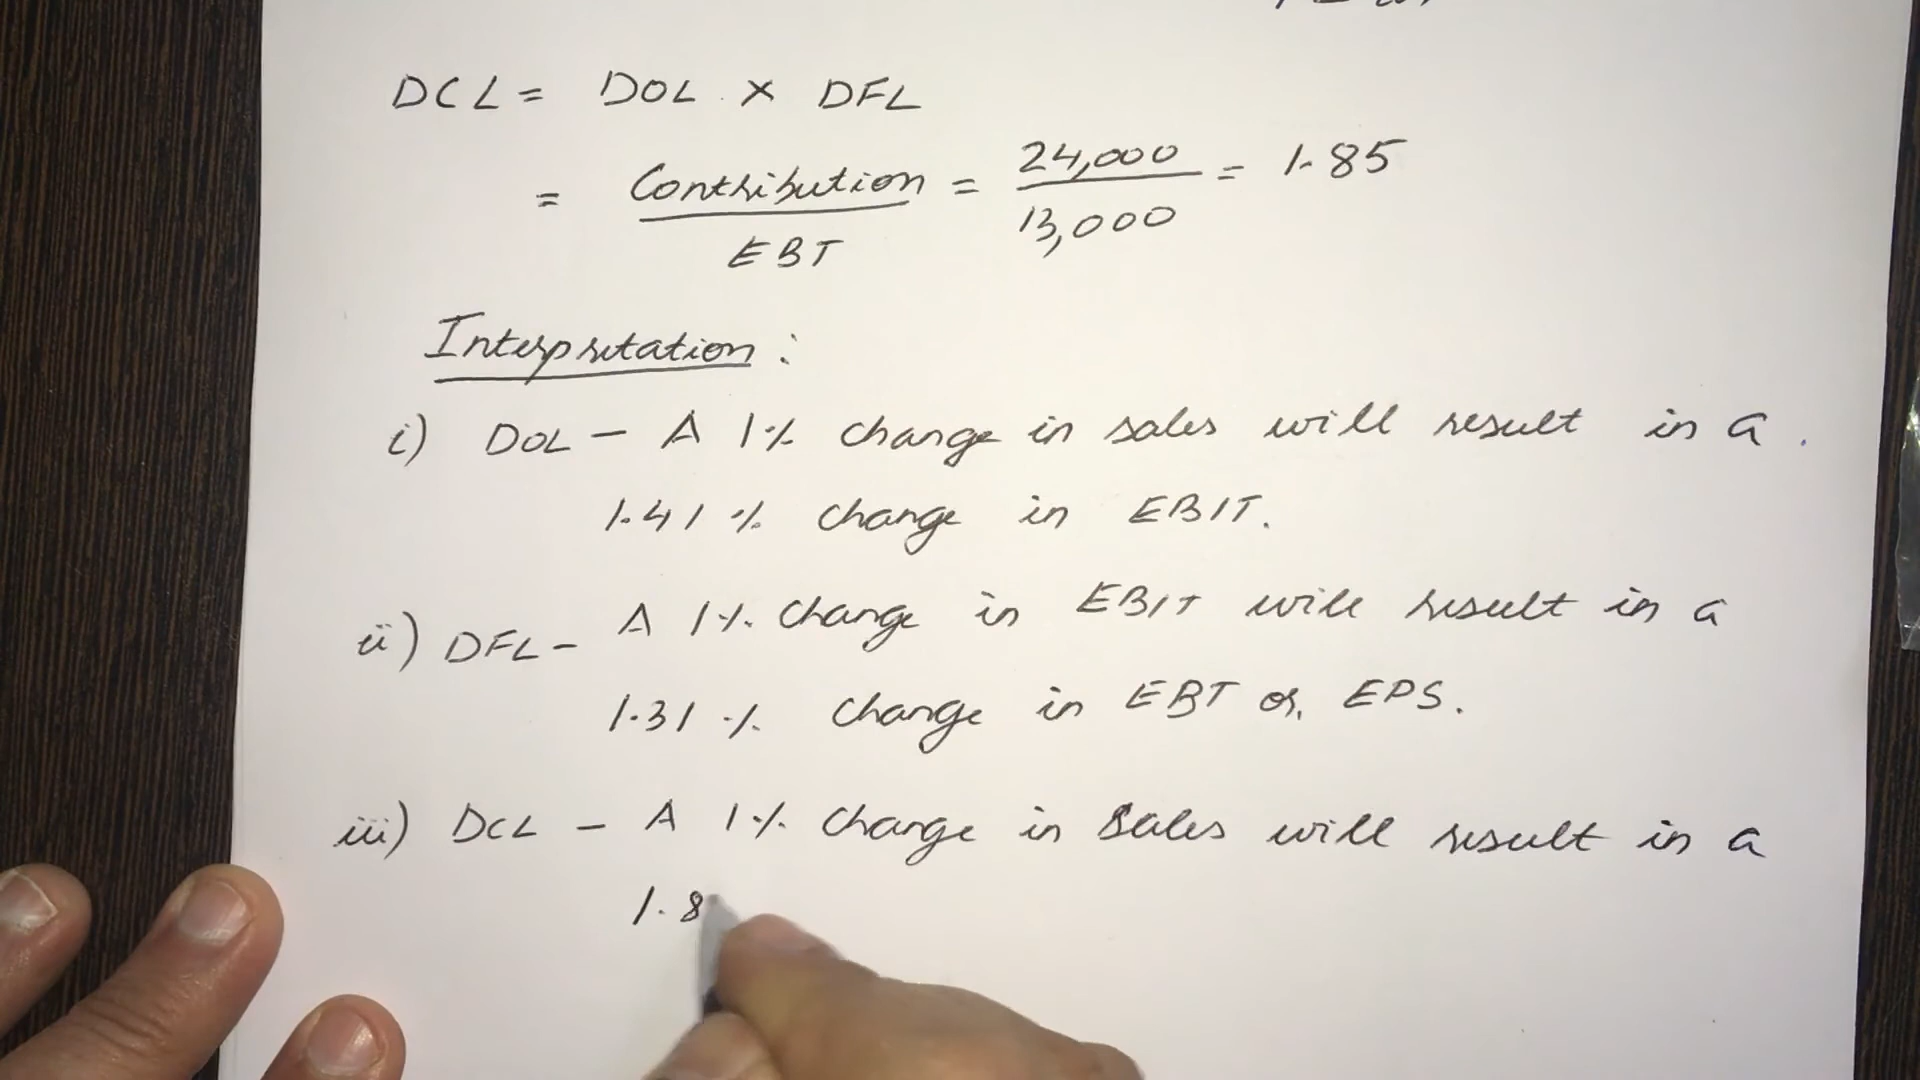 DCL = DOL × DFL
= Contribution / EBT = 24,000 / 13,000 = 1.85
Interpretation :
i) DOL – A 1% change in sales will result in a
1.41 % change in EBIT.
ii) DFL – A 1% change in EBIT will result in a
1.31 % change in EBT or EPS.
iii) DCL – A 1% change in Sales will result in a
1.8